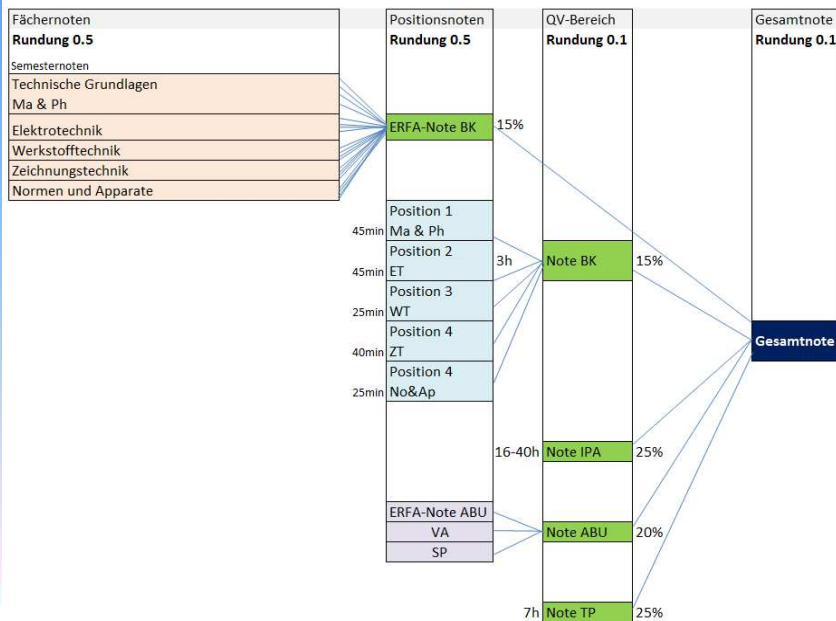 Fächernoten
Rundung 0.5
Semesternoten
Technische Grundlagen
Ma & Ph
Elektrotechnik
Werkstofftechnik
Zeichnungstechnik
Normen und Apparate
Positionsnoten
Rundung 0.5
ERFA-Note BK
15%
Position 1
45min Ma & Ph
Position 2
45min ET
Position 3
25min WT
Position 4
40min ZT
Position 4
25min No&Ap
ERFA-Note ABU
VA
SP
QV-Bereich
Rundung 0.1
3h Note BK 15%
16-40h Note IPA 25%
Note ABU 20%
7h Note TP 25%
Gesamtnote
Rundung 0.1
Gesamtnote